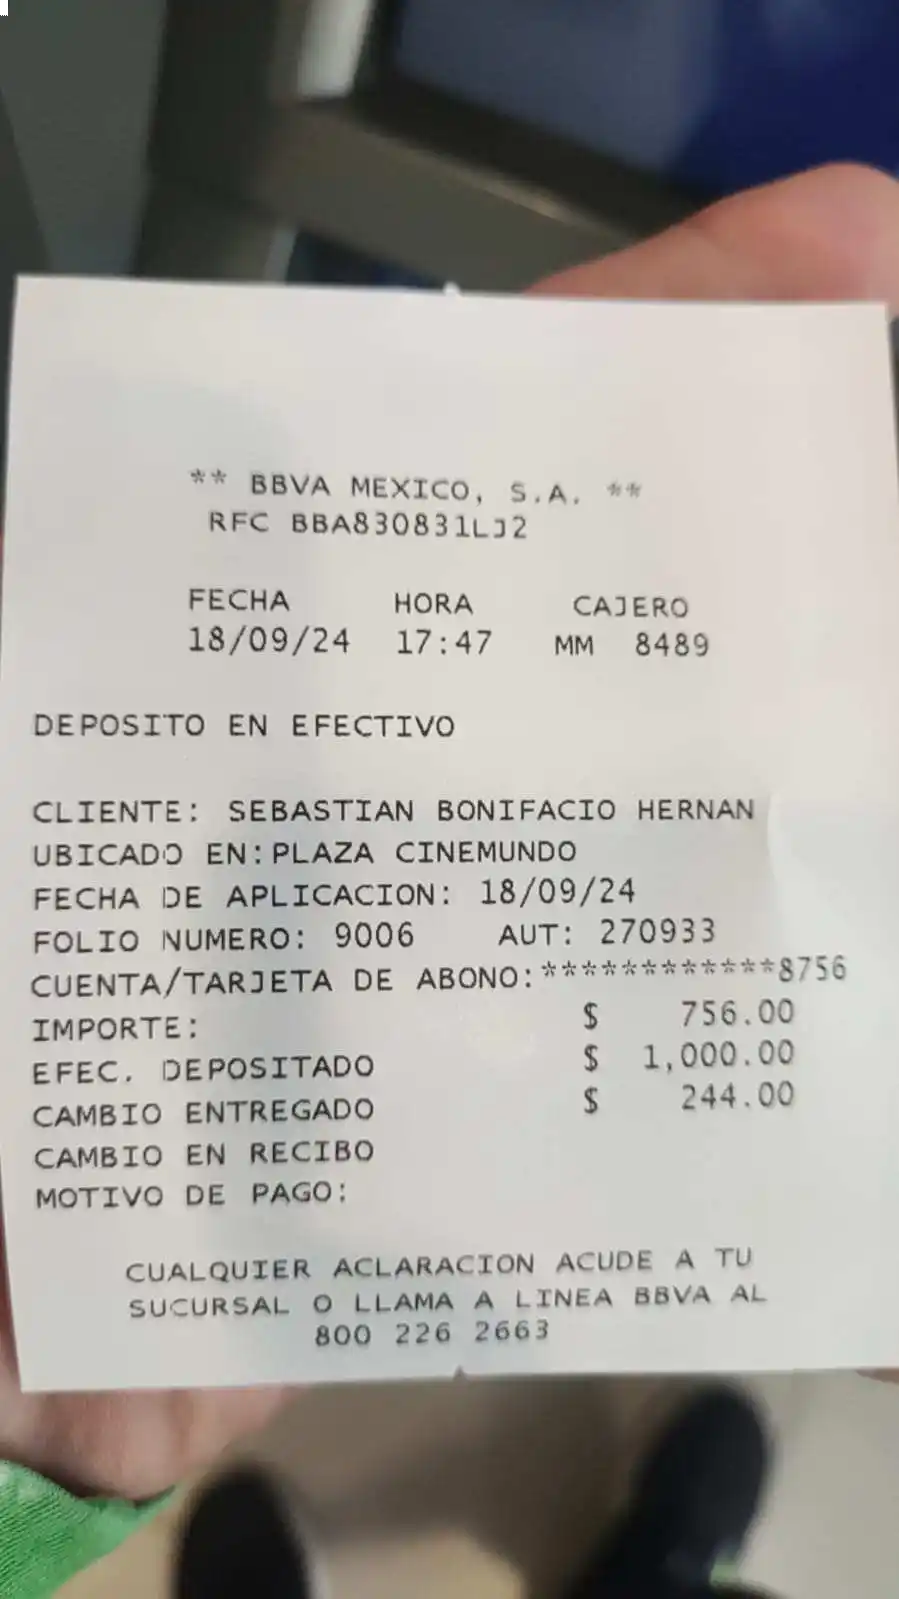 ** BBVA MEXICO, S.A. **
RFC BBA830831LJ2
FECHA HORA CAJERO
18/09/24 17:47 MM 8489
DEPOSITO EN EFECTIVO
CLIENTE: SEBASTIAN BONIFACIO HERNAN
UBICADO EN:PLAZA CINEMUNDO
FECHA DE APLICACION: 18/09/24
FOLIO NUMERO: 9006 AUT: 270933
CUENTA/TARJETA DE ABONO:************8756
IMPORTE: $ 756.00
EFEC. DEPOSITADO $ 1,000.00
CAMBIO ENTREGADO $ 244.00
CAMBIO EN RECIBO
MOTIVO DE PAGO:
CUALQUIER ACLARACION ACUDE A TU
SUCURSAL O LLAMA A LINEA BBVA AL
800 226 2663